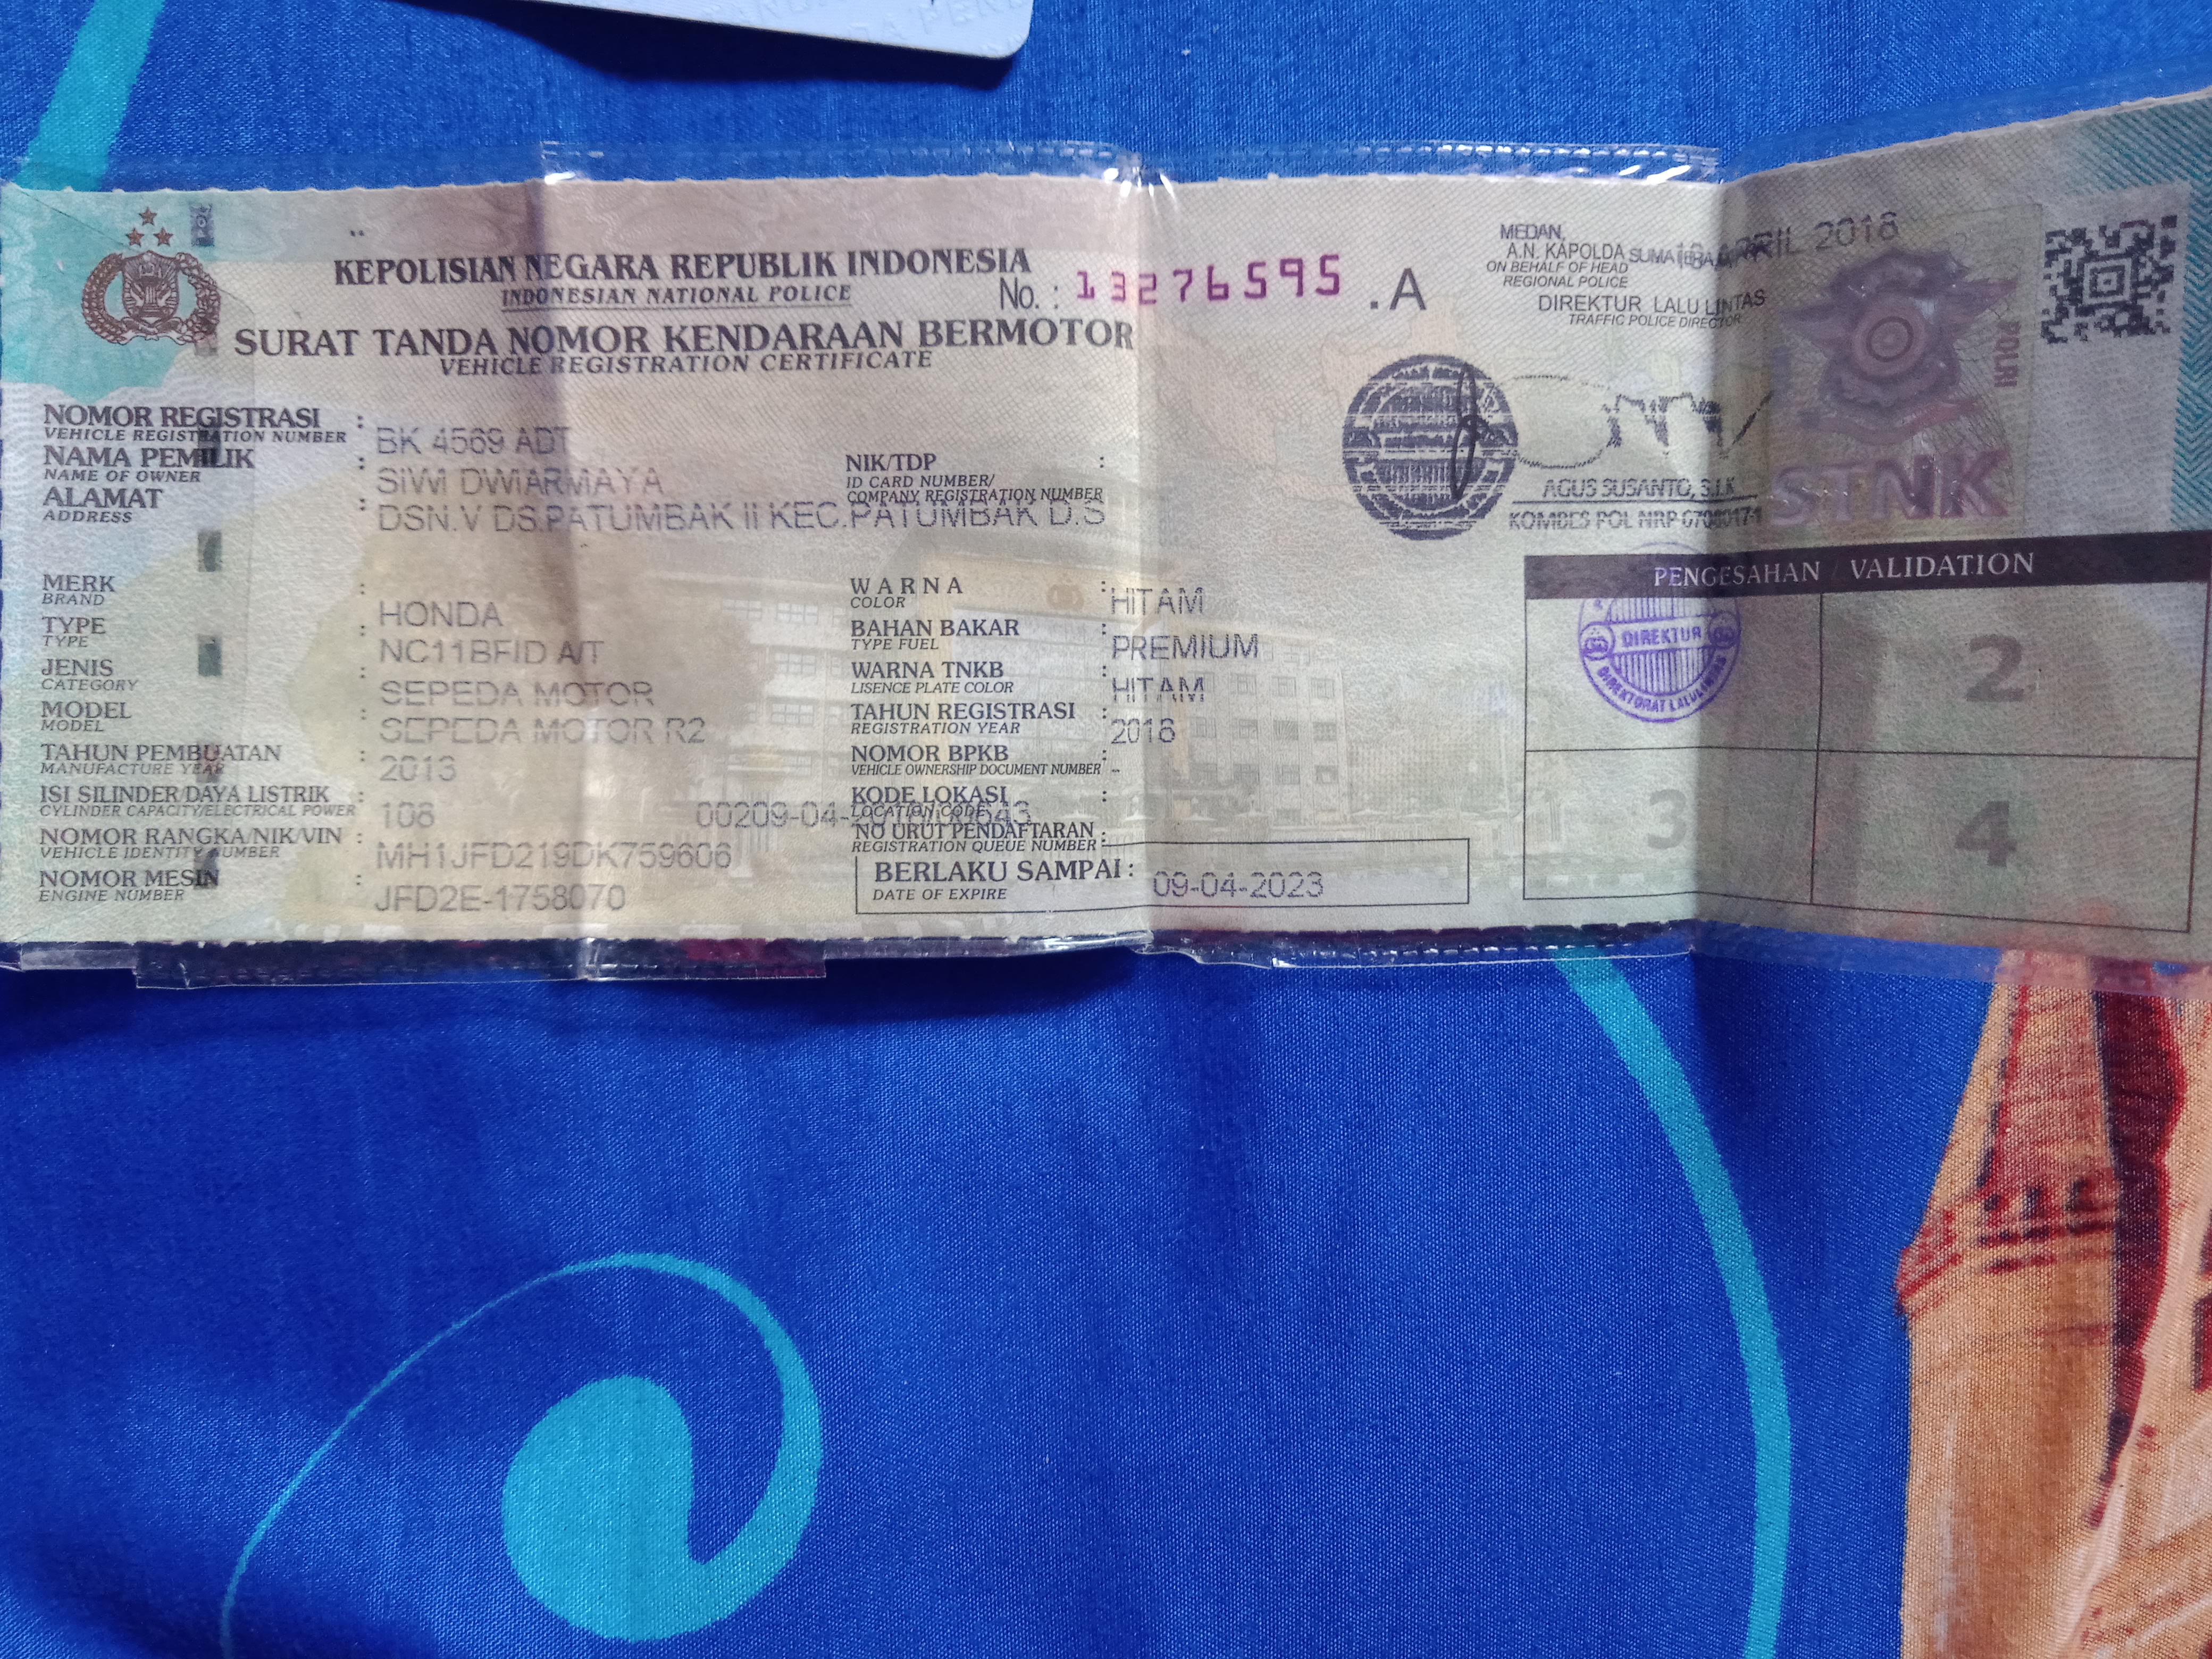 KEPOLISIAN NEGARA REPUBLIK INDONESIA
INDONESIAN NATIONAL POLICE
No. : 13276595 .A
SURAT TANDA NOMOR KENDARAAN BERMOTOR
VEHICLE REGISTRATION CERTIFICATE
NOMOR REGISTRASI : BK 4569 ADT
VEHICLE REGISTRATION NUMBER
NAMA PEMILIK : SIWI DWIARMAYA
NAME OF OWNER
NIK/TDP :
ID CARD NUMBER/
COMPANY REGISTRATION NUMBER
ALAMAT : DSN.V DS.PATUMBAK II KEC.PATUMBAK D.S
ADDRESS
MERK : HONDA
BRAND
TYPE : NC11BFID A/T
TYPE
JENIS : SEPEDA MOTOR
CATEGORY
MODEL : SEPEDA MOTOR R2
MODEL
TAHUN PEMBUATAN : 2013
MANUFACTURE YEAR
ISI SILINDER/DAYA LISTRIK : 108
CYLINDER CAPACITY/ELECTRICAL POWER
NOMOR RANGKA/NIK/VIN : MH1JFD219DK759606
VEHICLE IDENTITY NUMBER
NOMOR MESIN : JFD2E-1758070
ENGINE NUMBER
WARNA : HITAM
COLOR
BAHAN BAKAR : PREMIUM
TYPE FUEL
WARNA TNKB : HITAM
LISENCE PLATE COLOR
TAHUN REGISTRASI : 2018
REGISTRATION YEAR
NOMOR BPKB :
VEHICLE OWNERSHIP DOCUMENT NUMBER
KODE LOKASI :
LOCATION CODE
NO URUT PENDAFTARAN :
REGISTRATION QUEUE NUMBER
BERLAKU SAMPAI : 09-04-2023
DATE OF EXPIRE
MEDAN, APRIL 2018
A.N. KAPOLDA
ON BEHALF OF HEAD
REGIONAL POLICE
DIREKTUR LALU LINTAS
TRAFFIC POLICE DIRECTOR
AGUS SUSANTO, S.I.K
KOMBES POL NRP
POLRI
STNK
PENGESAHAN / VALIDATION
DIREKTUR
DIREKTORAT LALU LINTAS
2
3
4